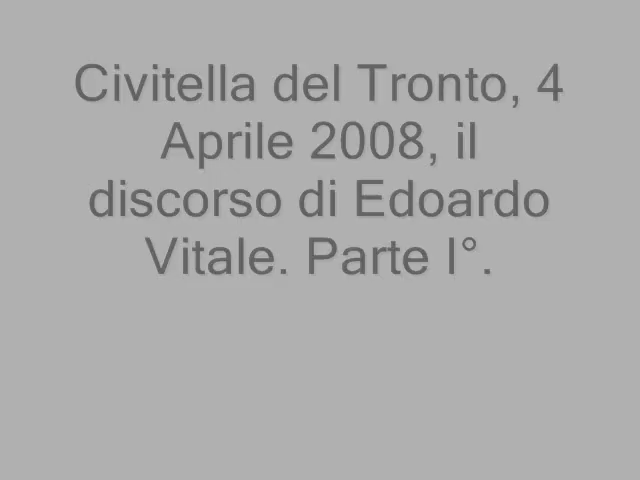 Civitella del Tronto, 4
Aprile 2008, il
discorso di Edoardo
Vitale. Parte I°.